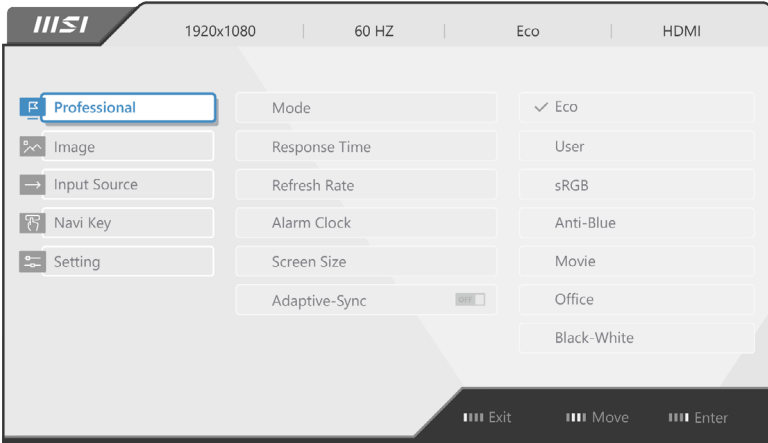 msi
1920x1080 60 HZ Eco HDMI
Professional
Image
Input Source
Navi Key
Setting
Mode
Response Time
Refresh Rate
Alarm Clock
Screen Size
Adaptive-Sync OFF
Eco
User
sRGB
Anti-Blue
Movie
Office
Black-White
Exit Move Enter